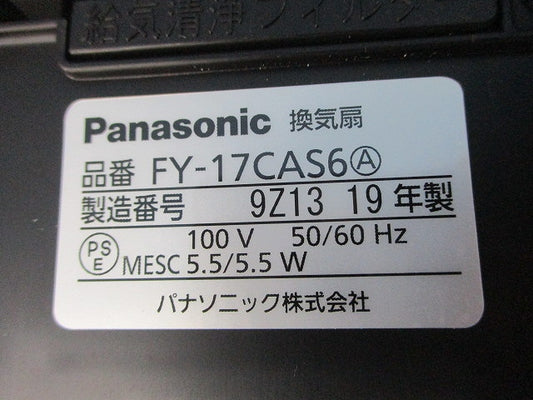 給気清浄フィルター
Panasonic 換気扇
品番 FY-17CAS6Ⓐ
製造番号 9Z13 19年製
PSE 100 V 50/60 Hz
MESC 5.5/5.5 W
パナソニック株式会社